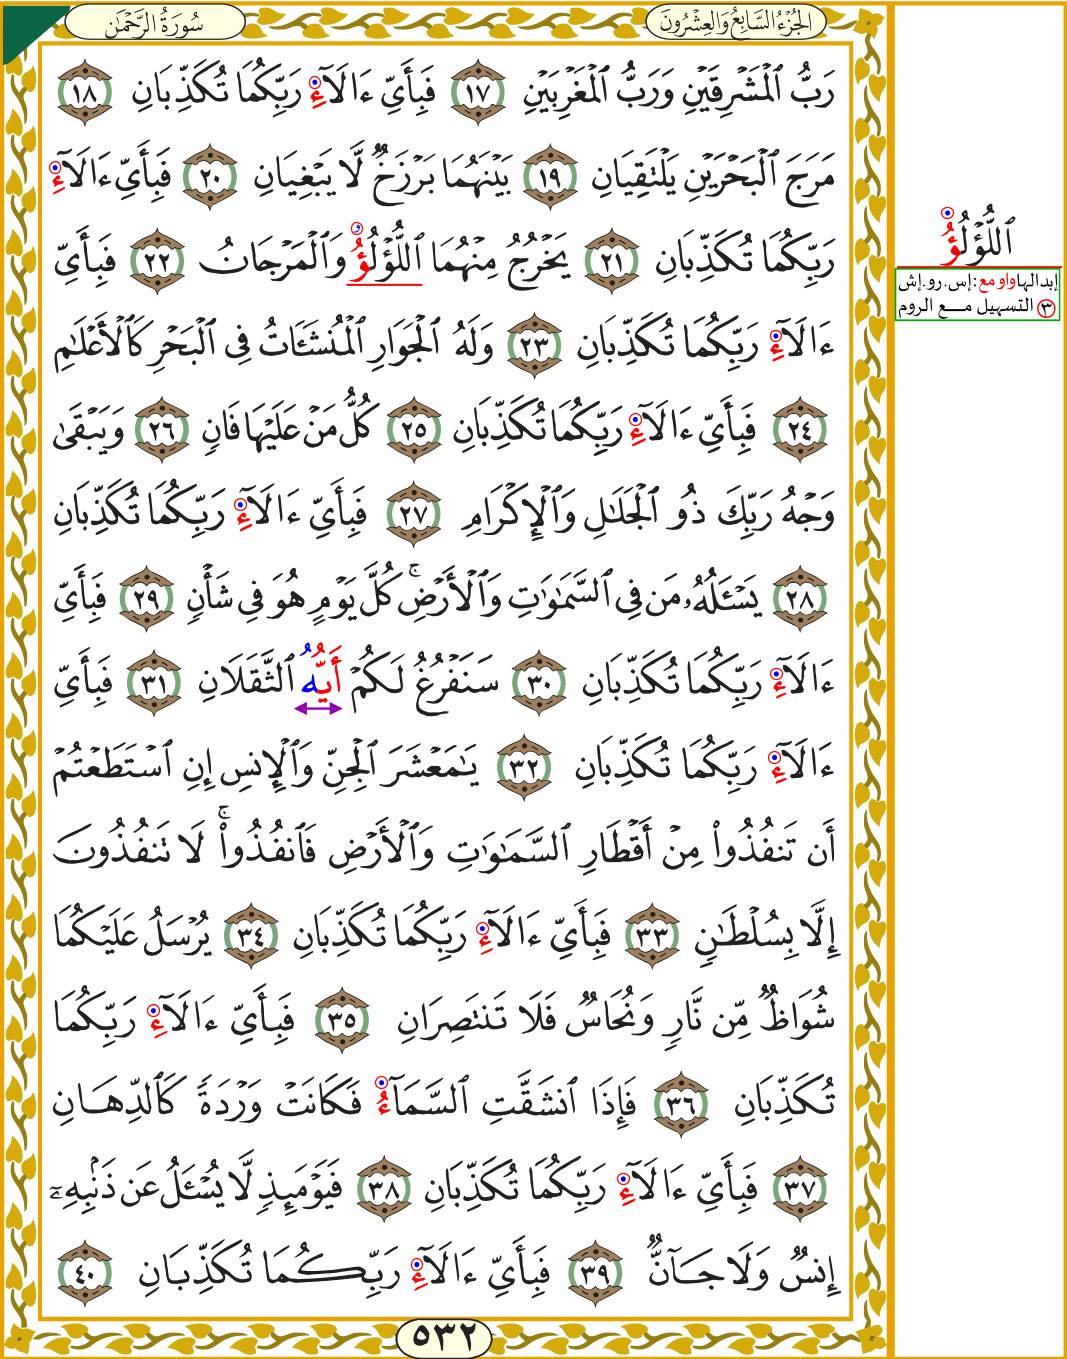 سُورَةُ الرَّحْمَٰن
الجُزْءُ السَّابِعُ وَالعِشْرُونَ
رَبُّ ٱلْمَشْرِقَيْنِ وَرَبُّ ٱلْمَغْرِبَيْنِ ١٧ فَبِأَيِّ ءَالَآءِ رَبِّكُمَا تُكَذِّبَانِ ١٨
مَرَجَ ٱلْبَحْرَيْنِ يَلْتَقِيَانِ ١٩ بَيْنَهُمَا بَرْزَخٌ لَّا يَبْغِيَانِ ٢٠ فَبِأَيِّ ءَالَآءِ
رَبِّكُمَا تُكَذِّبَانِ ٢١ يَخْرُجُ مِنْهُمَا ٱللُّؤْلُؤُ وَٱلْمَرْجَانُ ٢٢ فَبِأَيِّ
ءَالَآءِ رَبِّكُمَا تُكَذِّبَانِ ٢٣ وَلَهُ ٱلْجَوَارِ ٱلْمُنشَـَٔاتُ فِي ٱلْبَحْرِ كَٱلْأَعْلَٰمِ
٢٤ فَبِأَيِّ ءَالَآءِ رَبِّكُمَا تُكَذِّبَانِ ٢٥ كُلُّ مَنْ عَلَيْهَا فَانٍ ٢٦ وَيَبْقَىٰ
وَجْهُ رَبِّكَ ذُو ٱلْجَلَٰلِ وَٱلْإِكْرَامِ ٢٧ فَبِأَيِّ ءَالَآءِ رَبِّكُمَا تُكَذِّبَانِ
٢٨ يَسْـَٔلُهُۥ مَن فِي ٱلسَّمَٰوَٰتِ وَٱلْأَرْضِ ۚ كُلَّ يَوْمٍ هُوَ فِي شَأْنٍ ٢٩ فَبِأَيِّ
ءَالَآءِ رَبِّكُمَا تُكَذِّبَانِ ٣٠ سَنَفْرُغُ لَكُمْ أَيُّهُ ٱلثَّقَلَانِ ٣١ فَبِأَيِّ
ءَالَآءِ رَبِّكُمَا تُكَذِّبَانِ ٣٢ يَٰمَعْشَرَ ٱلْجِنِّ وَٱلْإِنسِ إِنِ ٱسْتَطَعْتُمْ
أَن تَنفُذُوا۟ مِنْ أَقْطَارِ ٱلسَّمَٰوَٰتِ وَٱلْأَرْضِ فَٱنفُذُوا۟ ۚ لَا تَنفُذُونَ
إِلَّا بِسُلْطَٰنٍ ٣٣ فَبِأَيِّ ءَالَآءِ رَبِّكُمَا تُكَذِّبَانِ ٣٤ يُرْسَلُ عَلَيْكُمَا
شُوَاظٌ مِّن نَّارٍ وَنُحَاسٌ فَلَا تَنتَصِرَانِ ٣٥ فَبِأَيِّ ءَالَآءِ رَبِّكُمَا
تُكَذِّبَانِ ٣٦ فَإِذَا ٱنشَقَّتِ ٱلسَّمَآءُ فَكَانَتْ وَرْدَةً كَٱلدِّهَانِ
٣٧ فَبِأَيِّ ءَالَآءِ رَبِّكُمَا تُكَذِّبَانِ ٣٨ فَيَوْمَئِذٍ لَّا يُسْـَٔلُ عَن ذَنۢبِهِۦٓ
إِنسٌ وَلَا جَآنٌّ ٣٩ فَبِأَيِّ ءَالَآءِ رَبِّكُمَا تُكَذِّبَانِ ٤٠
٥٣٢
ٱللُّؤْلُؤُ
إبدالها واو مع: إس. رو. إش
٣ التسهيل مع الروم